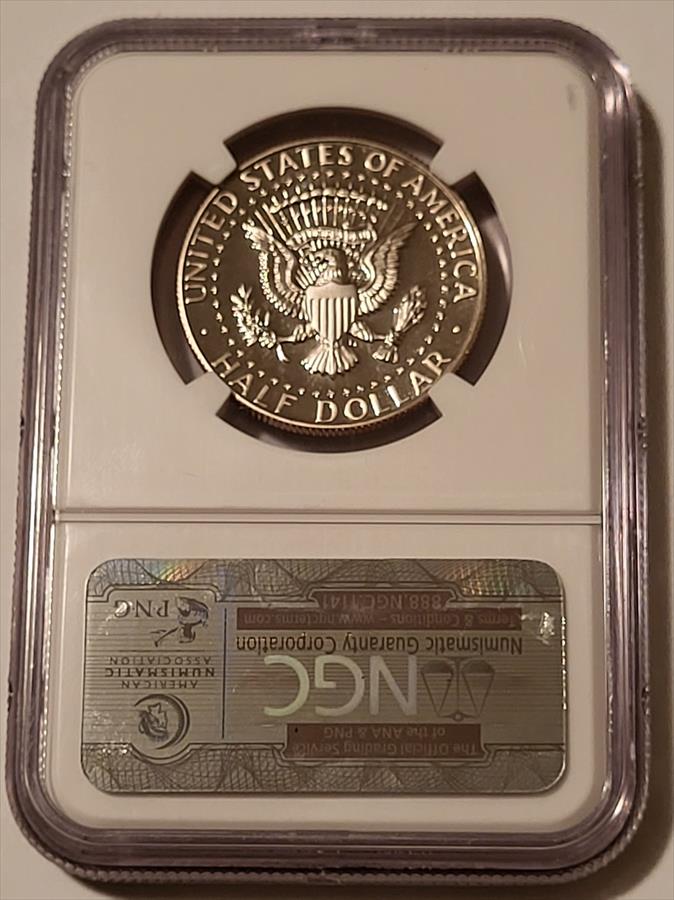 UNITED STATES OF AMERICA
HALF DOLLAR
The Official Grading Service
of the ANA & PNG
NGC
Numismatic Guaranty Corporation
Terms & Conditions – www.ngcterms.com
888.NGC.1141
AMERICAN
NUMISMATIC
ASSOCIATION
PNG